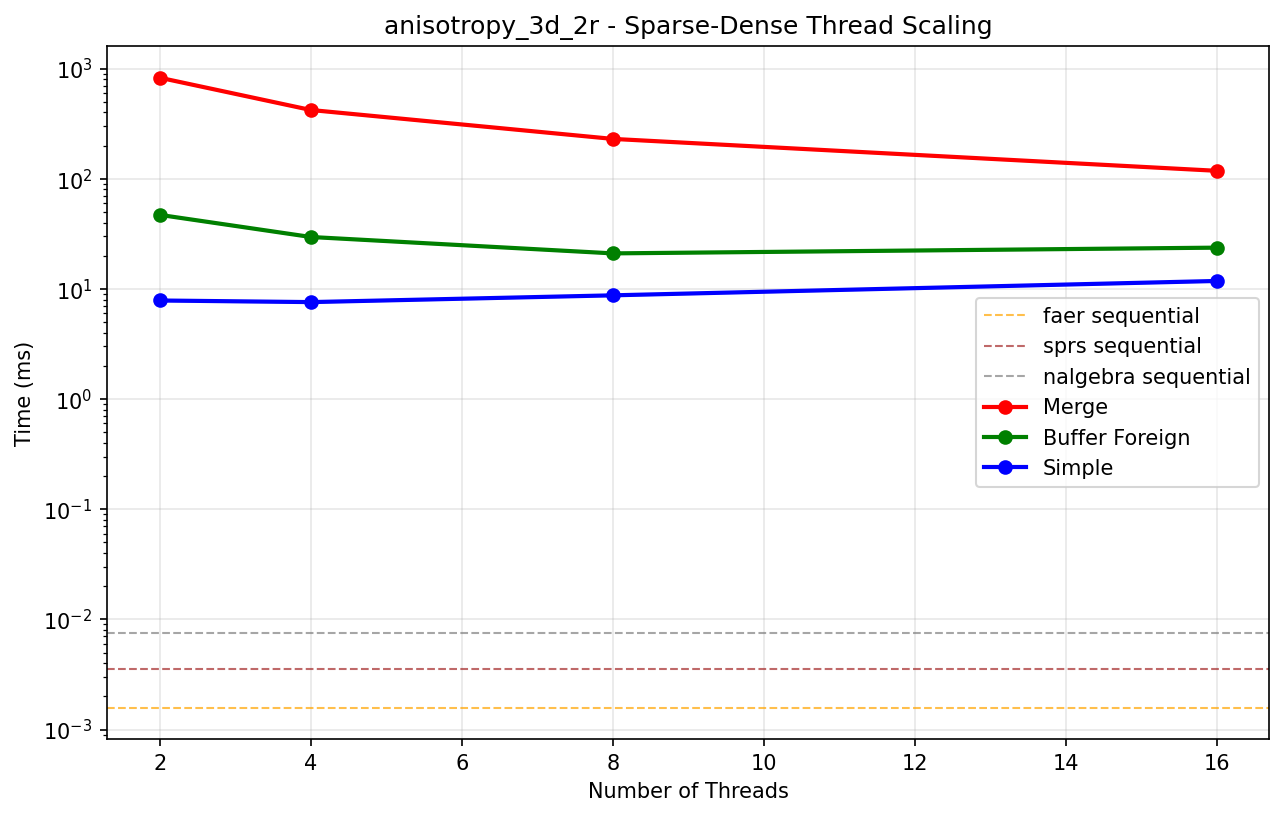 anisotropy_3d_2r - Sparse-Dense Thread Scaling
Time (ms)
10³
10²
10¹
10⁰
10⁻¹
10⁻²
10⁻³
faer sequential
sprs sequential
nalgebra sequential
Merge
Buffer Foreign
Simple
2 4 6 8 10 12 14 16
Number of Threads